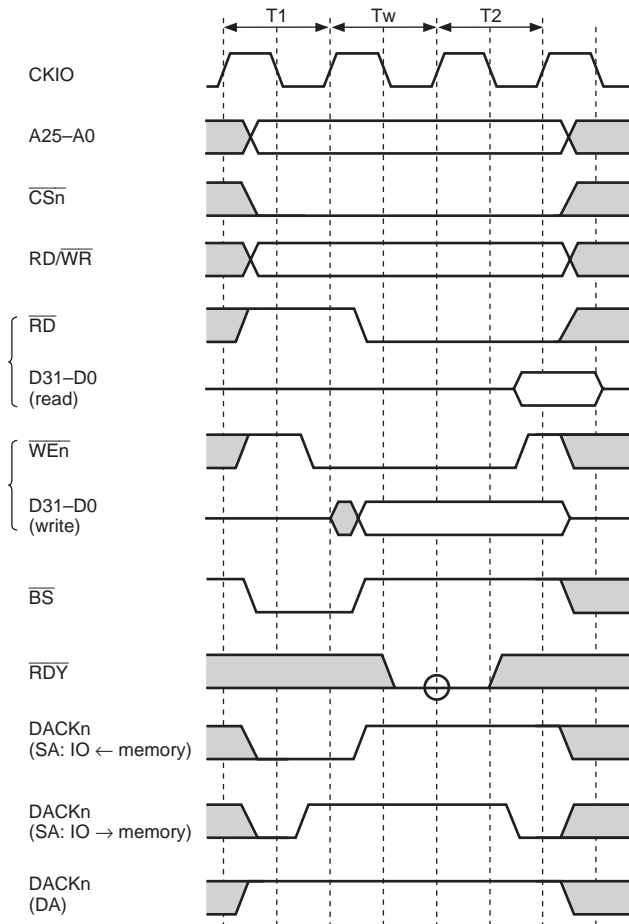 T1 Tw T2
CKIO
A25–A0
CSn
RD/WR
RD
D31–D0
(read)
WEn
D31–D0
(write)
BS
RDY
DACKn
(SA: IO ← memory)
DACKn
(SA: IO → memory)
DACKn
(DA)